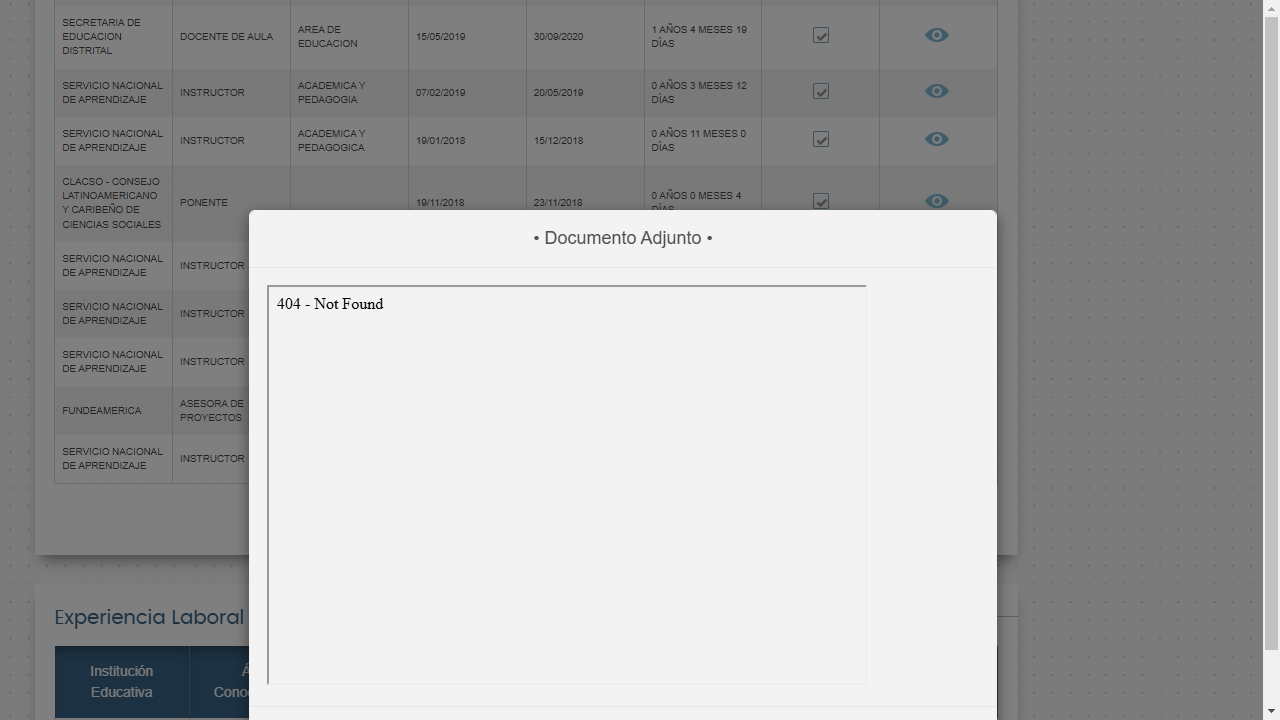 SECRETARIA DE
EDUCACION
DISTRITAL
DOCENTE DE AULA
AREA DE
EDUCACION
15/05/2019
30/09/2020
1 AÑOS 4 MESES 19
DÍAS
SERVICIO NACIONAL
DE APRENDIZAJE
INSTRUCTOR
ACADEMICA Y
PEDAGOGIA
07/02/2019
20/05/2019
0 AÑOS 3 MESES 12
DÍAS
SERVICIO NACIONAL
DE APRENDIZAJE
INSTRUCTOR
ACADEMICA Y
PEDAGOGICA
19/01/2018
15/12/2018
0 AÑOS 11 MESES 0
DÍAS
CLACSO - CONSEJO
LATINOAMERICANO
Y CARIBEÑO DE
CIENCIAS SOCIALES
PONENTE
19/11/2018
23/11/2018
0 AÑOS 0 MESES 4
DÍAS
SERVICIO NACIONAL
DE APRENDIZAJE
INSTRUCTOR
SERVICIO NACIONAL
DE APRENDIZAJE
INSTRUCTOR
SERVICIO NACIONAL
DE APRENDIZAJE
INSTRUCTOR
FUNDEAMERICA
ASESORA DE
PROYECTOS
SERVICIO NACIONAL
DE APRENDIZAJE
INSTRUCTOR
• Documento Adjunto •
404 - Not Found
Experiencia Laboral
Institución
Educativa